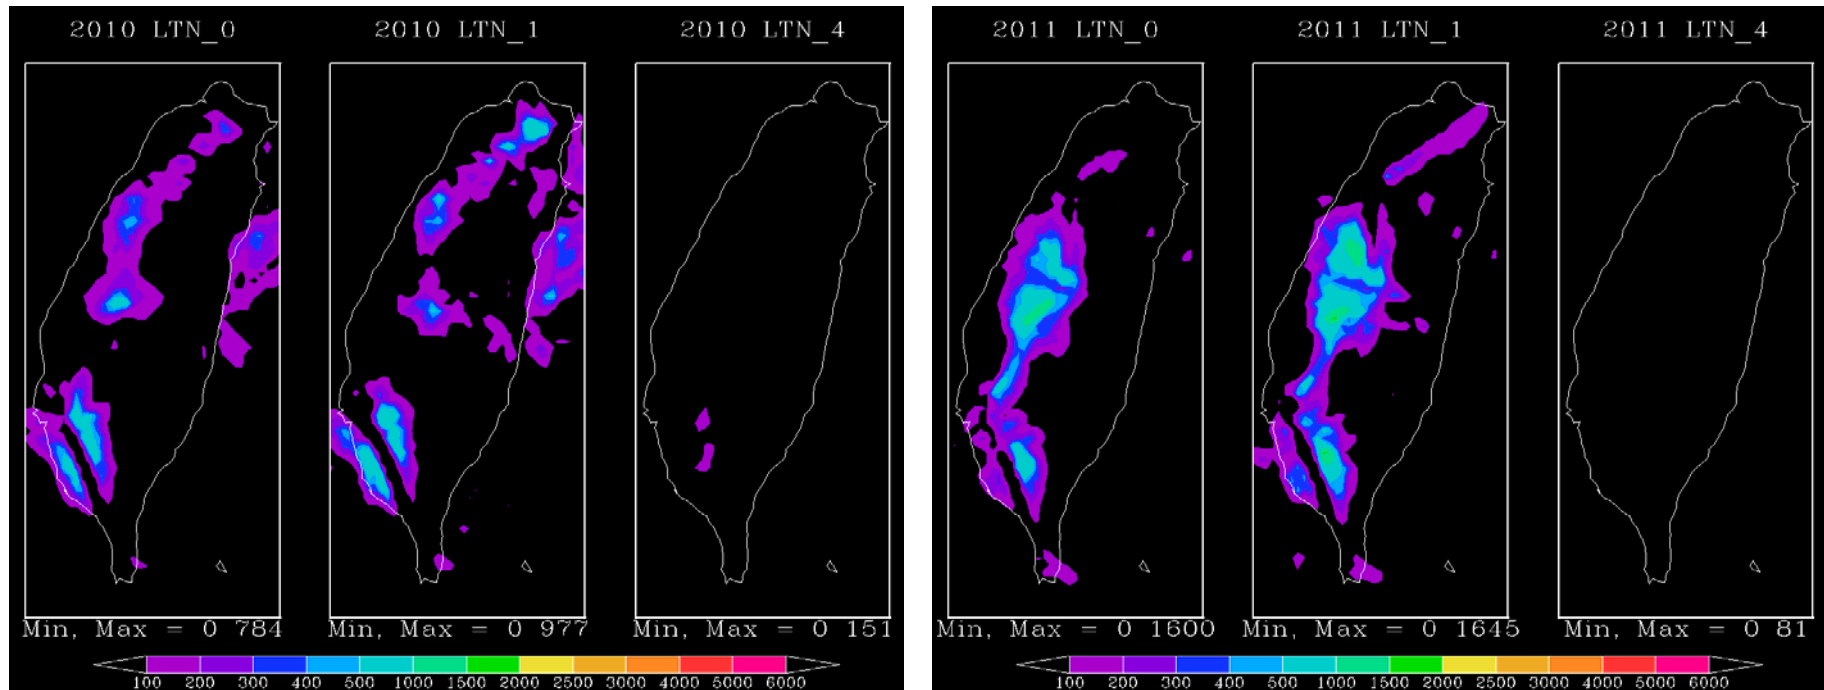 2010 LTN_0 2010 LTN_1 2010 LTN_4
Min, Max = 0 784 Min, Max = 0 977 Min, Max = 0 151
100 200 300 400 500 1000 1500 2000 2500 3000 4000 5000 6000
2011 LTN_0 2011 LTN_1 2011 LTN_4
Min, Max = 0 1600 Min, Max = 0 1645 Min, Max = 0 81
100 200 300 400 500 1000 1500 2000 2500 3000 4000 5000 6000